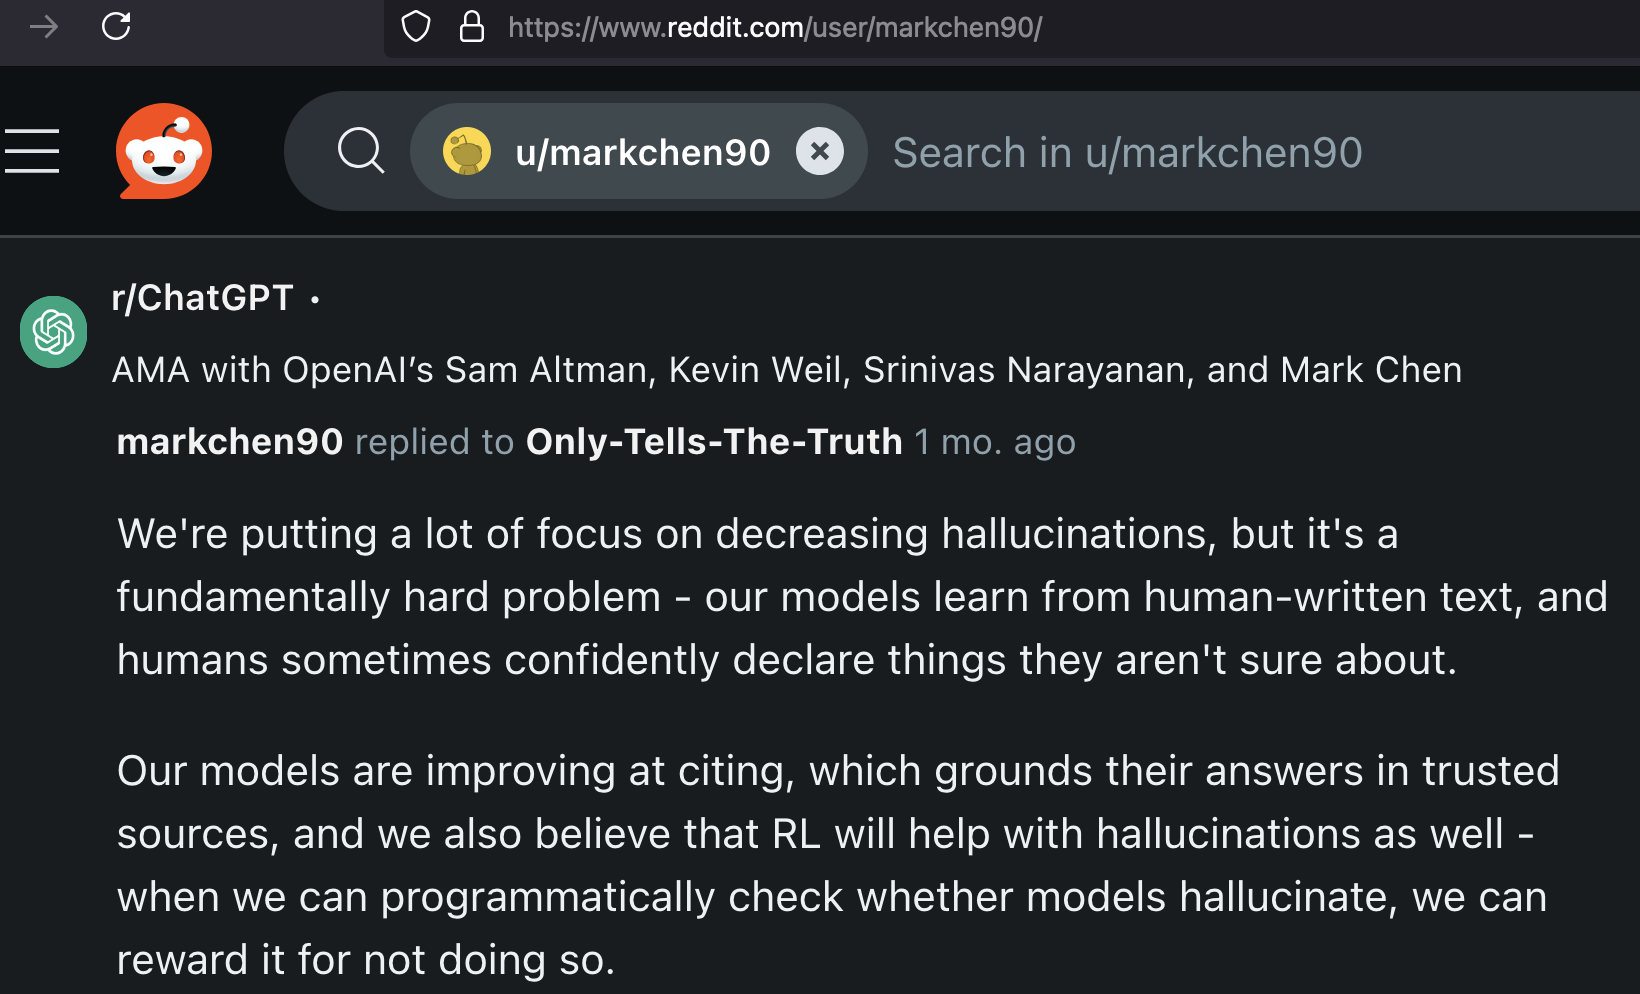 https://www.reddit.com/user/markchen90/
u/markchen90 Search in u/markchen90
r/ChatGPT •
AMA with OpenAI’s Sam Altman, Kevin Weil, Srinivas Narayanan, and Mark Chen
markchen90 replied to Only-Tells-The-Truth 1 mo. ago
We're putting a lot of focus on decreasing hallucinations, but it's a
fundamentally hard problem - our models learn from human-written text, and
humans sometimes confidently declare things they aren't sure about.
Our models are improving at citing, which grounds their answers in trusted
sources, and we also believe that RL will help with hallucinations as well -
when we can programmatically check whether models hallucinate, we can
reward it for not doing so.